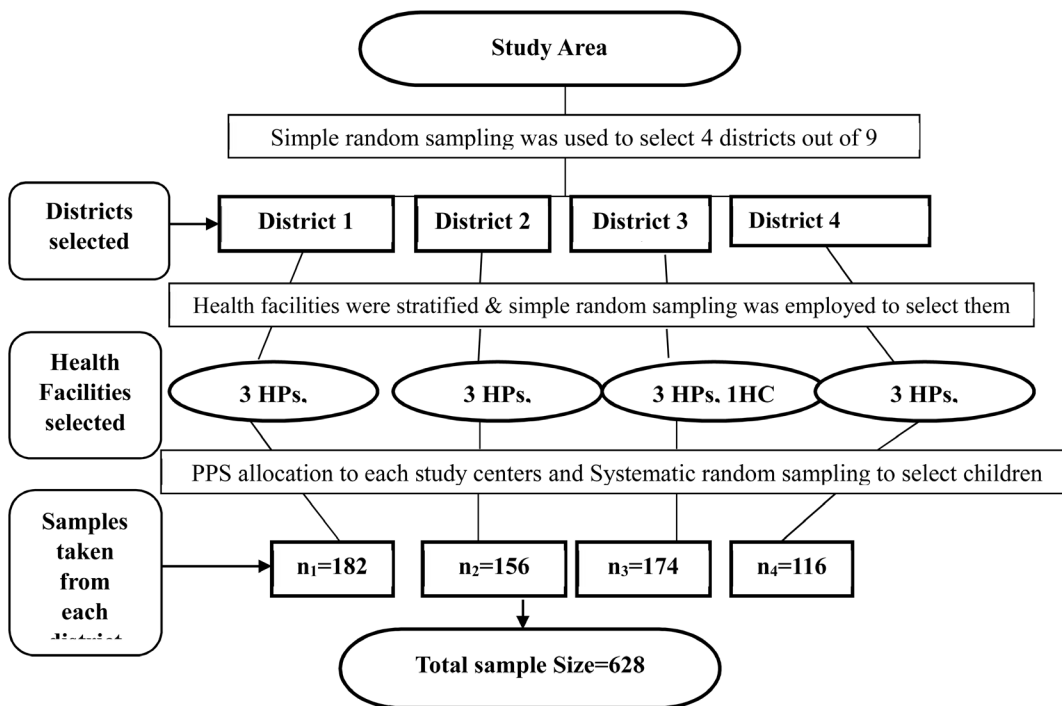 Study Area
Simple random sampling was used to select 4 districts out of 9
Districts
selected
District 1
District 2
District 3
District 4
Health facilities were stratified & simple random sampling was employed to select them
Health
Facilities
selected
3 HPs,
3 HPs,
3 HPs, 1HC
3 HPs,
PPS allocation to each study centers and Systematic random sampling to select children
Samples
taken
from
each
district
n₁=182
n₂=156
n₃=174
n₄=116
Total sample Size=628